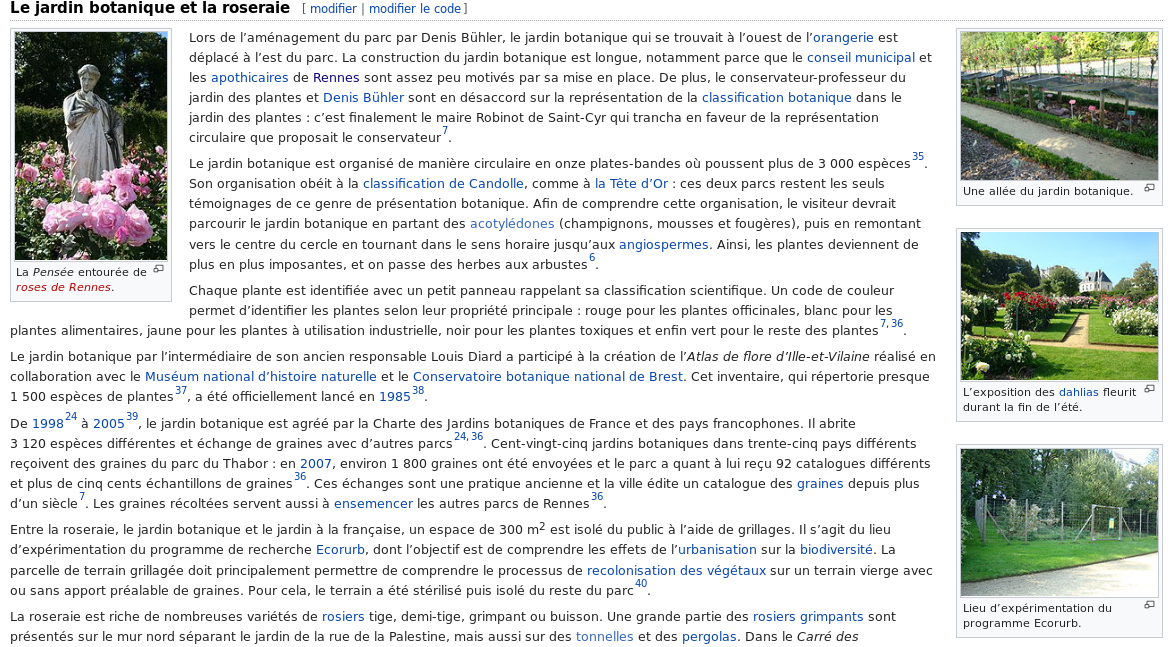 Le jardin botanique et la roseraie [ modifier | modifier le code ]
La Pensée entourée de
roses de Rennes.
Lors de l’aménagement du parc par Denis Bühler, le jardin botanique qui se trouvait à l’ouest de l’orangerie est
déplacé à l’est du parc. La construction du jardin botanique est longue, notamment parce que le conseil municipal et
les apothicaires de Rennes sont assez peu motivés par sa mise en place. De plus, le conservateur-professeur du
jardin des plantes et Denis Bühler sont en désaccord sur la représentation de la classification botanique dans le
jardin des plantes : c’est finalement le maire Robinot de Saint-Cyr qui trancha en faveur de la représentation
circulaire que proposait le conservateur 7.
Le jardin botanique est organisé de manière circulaire en onze plates-bandes où poussent plus de 3 000 espèces 35.
Son organisation obéit à la classification de Candolle, comme à la Tête d’Or : ces deux parcs restent les seuls
témoignages de ce genre de présentation botanique. Afin de comprendre cette organisation, le visiteur devrait
parcourir le jardin botanique en partant des acotylédones (champignons, mousses et fougères), puis en remontant
vers le centre du cercle en tournant dans le sens horaire jusqu’aux angiospermes. Ainsi, les plantes deviennent de
plus en plus imposantes, et on passe des herbes aux arbustes 6.
Chaque plante est identifiée avec un petit panneau rappelant sa classification scientifique. Un code de couleur
permet d’identifier les plantes selon leur propriété principale : rouge pour les plantes officinales, blanc pour les
plantes alimentaires, jaune pour les plantes à utilisation industrielle, noir pour les plantes toxiques et enfin vert pour le reste des plantes 7, 36.
Le jardin botanique par l’intermédiaire de son ancien responsable Louis Diard a participé à la création de l’Atlas de flore d’Ille-et-Vilaine réalisé en
collaboration avec le Muséum national d’histoire naturelle et le Conservatoire botanique national de Brest. Cet inventaire, qui répertorie presque
1 500 espèces de plantes 37, a été officiellement lancé en 1985 38.
De 1998 24 à 2005 39, le jardin botanique est agréé par la Charte des Jardins botaniques de France et des pays francophones. Il abrite
3 120 espèces différentes et échange de graines avec d’autres parcs 24, 36. Cent-vingt-cinq jardins botaniques dans trente-cinq pays différents
reçoivent des graines du parc du Thabor : en 2007, environ 1 800 graines ont été envoyées et le parc a quant à lui reçu 92 catalogues différents
et plus de cinq cents échantillons de graines 36. Ces échanges sont une pratique ancienne et la ville édite un catalogue des graines depuis plus
d’un siècle 7. Les graines récoltées servent aussi à ensemencer les autres parcs de Rennes 36.
Entre la roseraie, le jardin botanique et le jardin à la française, un espace de 300 m2 est isolé du public à l’aide de grillages. Il s’agit du lieu
d’expérimentation du programme de recherche Ecorurb, dont l’objectif est de comprendre les effets de l’urbanisation sur la biodiversité. La
parcelle de terrain grillagée doit principalement permettre de comprendre le processus de recolonisation des végétaux sur un terrain vierge avec
ou sans apport préalable de graines. Pour cela, le terrain a été stérilisé puis isolé du reste du parc 40.
La roseraie est riche de nombreuses variétés de rosiers tige, demi-tige, grimpant ou buisson. Une grande partie des rosiers grimpants sont
présentés sur le mur nord séparant le jardin de la rue de la Palestine, mais aussi sur des tonnelles et des pergolas. Dans le Carré des
Une allée du jardin botanique.
L’exposition des dahlias fleurit
durant la fin de l’été.
Lieu d’expérimentation du
programme Ecorurb.